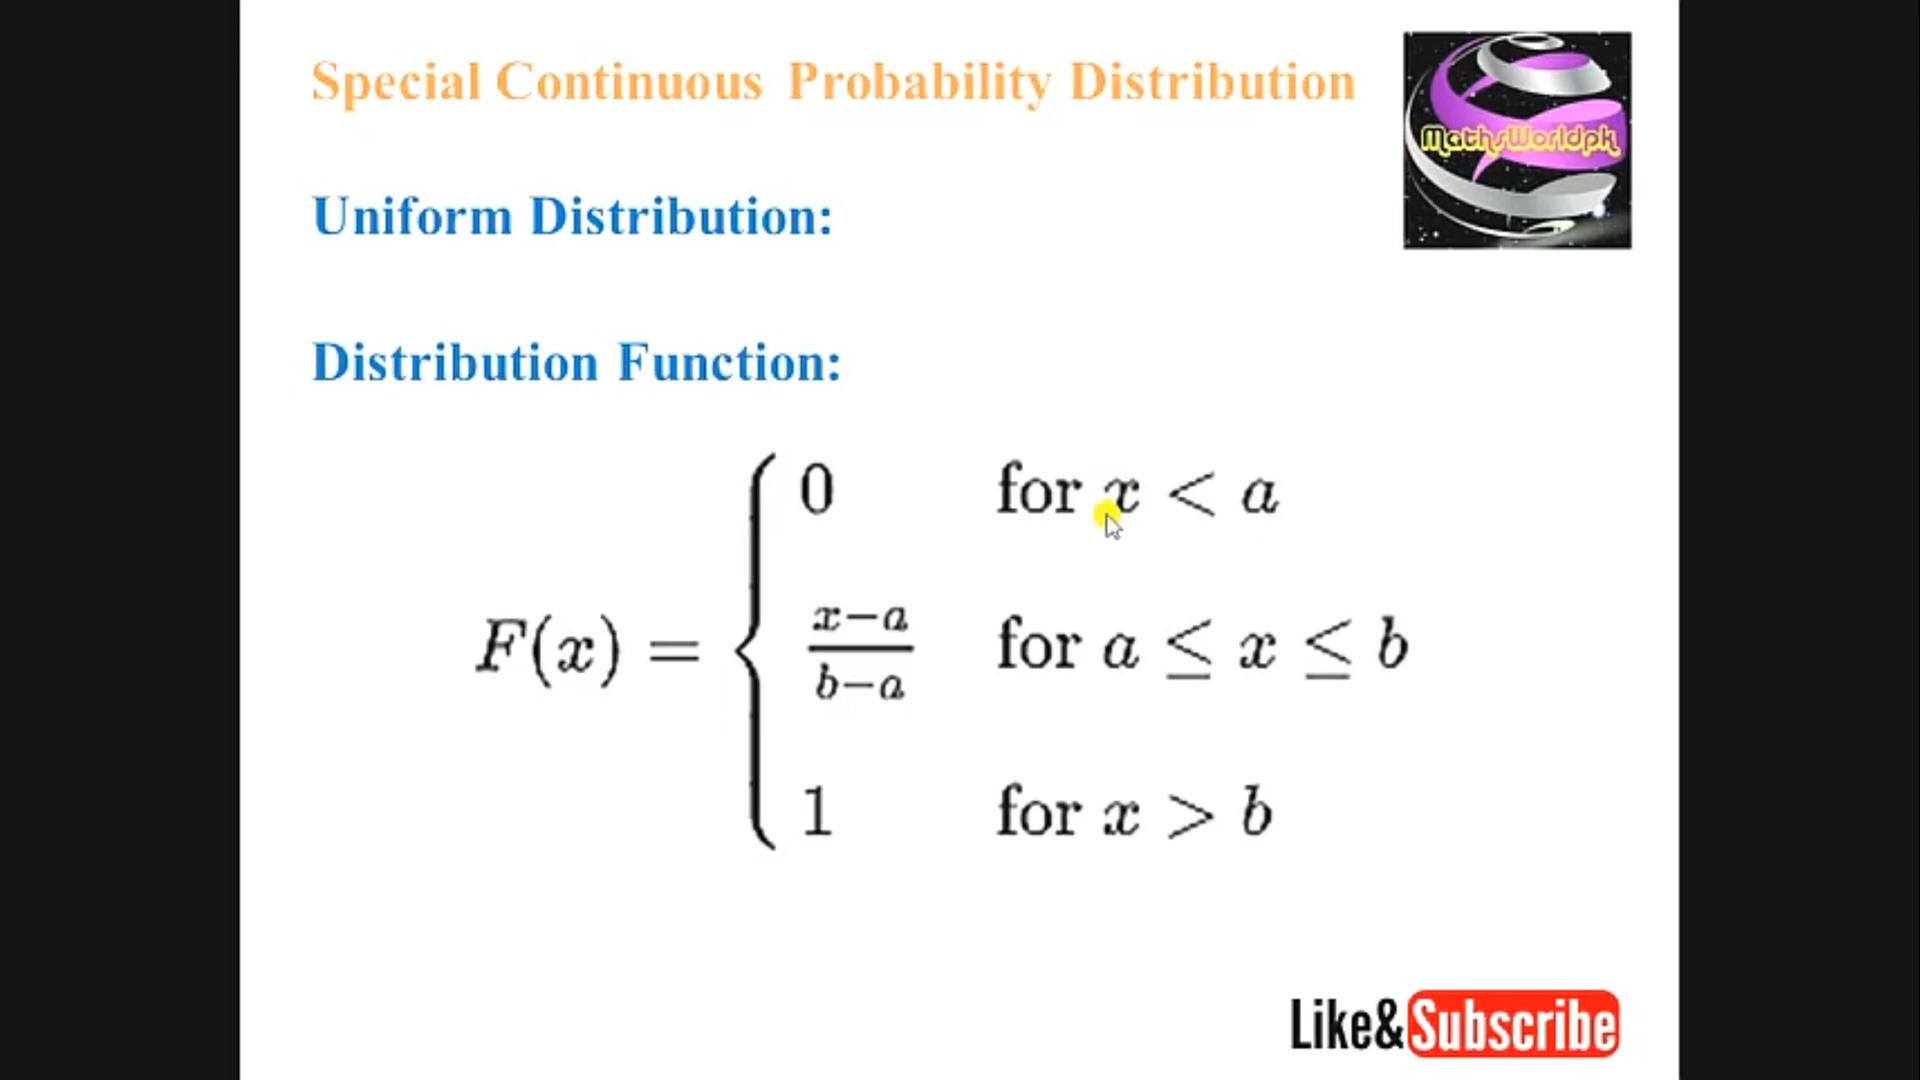 Special Continuous Probability Distribution
MathsWorldpk
Uniform Distribution:
Distribution Function:
F(x) = { 0 for x < a
x−a/b−a for a ≤ x ≤ b
1 for x > b
Like&Subscribe